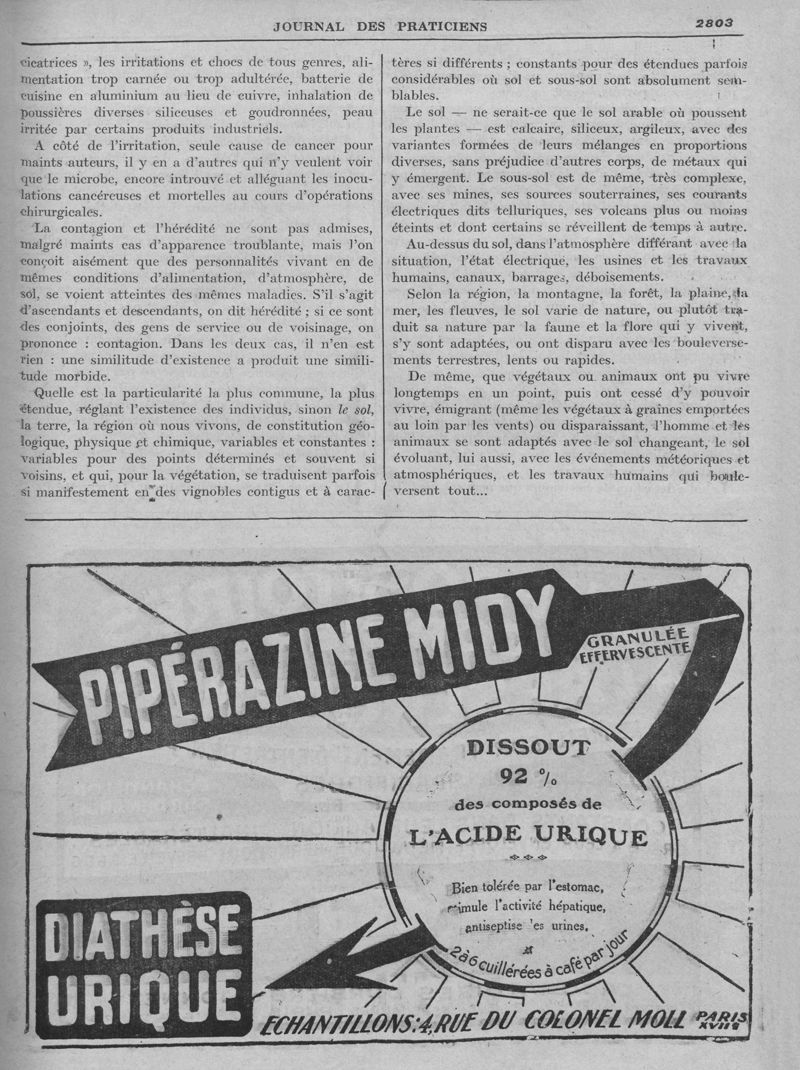 JOURNAL DES PRATICIENS
2803
cicatrices », les irritations et chocs de tous genres, ali-
mentation trop carnée ou trop adultérée, batterie de
cuisine en aluminium au lieu de cuivre, inhalation de
poussières diverses siliceuses et goudronnées, peau
irritée par certains produits industriels.
A côté de l'irritation, seule cause de cancer pour
maints auteurs, il y en a d'autres qui n'y veulent voir
que le microbe, encore introuvé et alléguant les inocu-
lations cancéreuses et mortelles au cours d'opérations
chirurgicales.
La contagion et l'hérédité ne sont pas admises,
malgré maints cas d'apparence troublante, mais l'on
conçoit aisément que des personnalités vivant en de
mêmes conditions d'alimentation, d'atmosphère, de
sol, se voient atteintes des mêmes maladies. S'il s'agit
d'ascendants et descendants, on dit hérédité ; si ce sont
des conjoints, des gens de service ou de voisinage, on
prononce : contagion. Dans les deux cas, il n'en est
rien : une similitude d'existence a produit une simili-
tude morbide.
Quelle est la particularité la plus commune, la plus
étendue, réglant l'existence des individus, sinon le sol,
la terre, la région où nous vivons, de constitution géo-
logique, physique et chimique, variables et constantes :
variables pour des points déterminés et souvent si
voisins, et qui, pour la végétation, se traduisent parfois
si manifestement en des vignobles contigus et à carac-
tères si différents ; constants pour des étendues parfois
considérables où sol et sous-sol sont absolument sem-
blables.
Le sol — ne serait-ce que le sol arable où poussent
les plantes — est calcaire, siliceux, argileux, avec des
variantes formées de leurs mélanges en proportions
diverses, sans préjudice d'autres corps, de métaux qui
y émergent. Le sous-sol est de même, très complexe,
avec ses mines, ses sources souterraines, ses courants
électriques dits telluriques, ses volcans plus ou moins
éteints et dont certains se réveillent de temps à autre.
Au-dessus du sol, dans l'atmosphère différant avec la
situation, l'état électrique, les usines et les travaux
humains, canaux, barrages, déboisements.
Selon la région, la montagne, la forêt, la plaine, la
mer, les fleuves, le sol varie de nature, ou plutôt tra-
duit sa nature par la faune et la flore qui y vivent,
s'y sont adaptées, ou ont disparu avec les bouleverse-
ments terrestres, lents ou rapides.
De même, que végétaux ou animaux ont pu vivre
longtemps en un point, puis ont cessé d'y pouvoir
vivre, émigrant (même les végétaux à graines emportées
au loin par les vents) ou disparaissant, l'homme et les
animaux se sont adaptés avec le sol changeant, le sol
évoluant, lui aussi, avec les événements météoriques et
atmosphériques, et les travaux humains qui boule-
versent tout...
PIPÉRAZINE MIDY
GRANULÉE
EFFERVESCENTE
DISSOUT
92 %
des composés de
L'ACIDE URIQUE
Bien tolérée par l'estomac,
stimule l'activité hépatique,
antiseptise les urines.
2 à 6 cuillérées à café par jour
DIATHÈSE
URIQUE
ECHANTILLONS: 4, RUE DU COLONEL MOLL PARIS
XVIIe